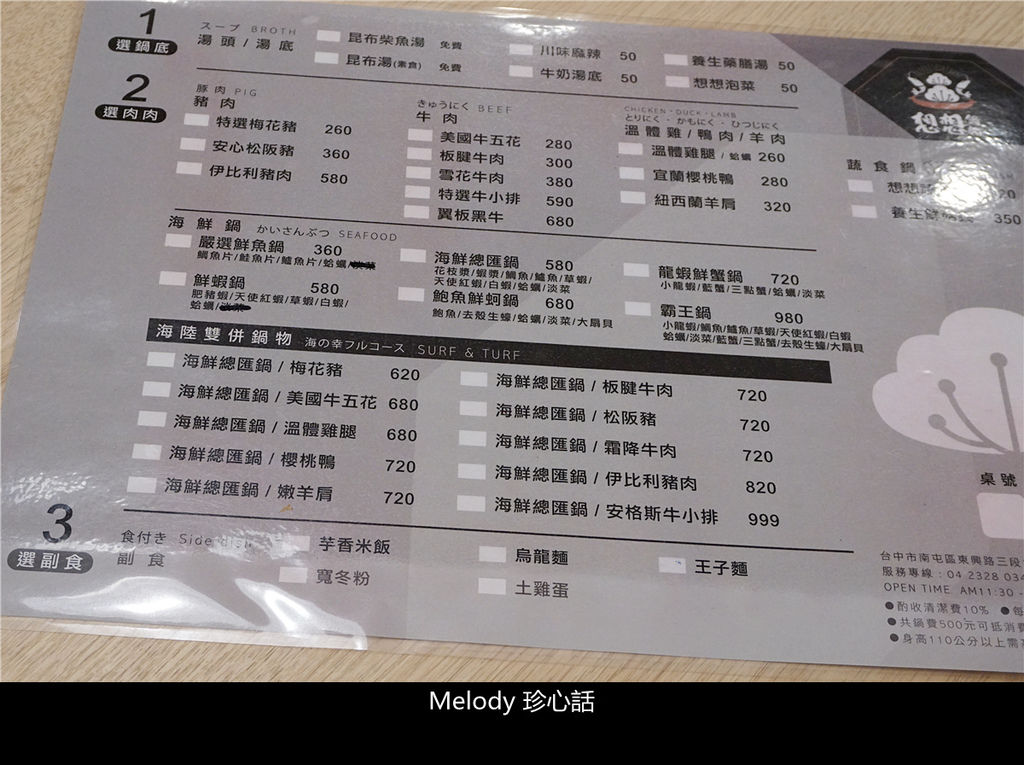 1
選鍋底
スープ BROTH
湯頭 / 湯底
昆布柴魚湯 免費
昆布湯(素食) 免費
川味麻辣 50
牛奶湯底 50
養生藥膳湯 50
想想泡菜 50
2
選肉肉
豚肉 PIG
豬肉
特選梅花豬 260
安心松阪豬 360
伊比利豬肉 580
きゅうにく BEEF
牛肉
美國牛五花 280
板腱牛肉 300
雪花牛肉 380
特選牛小排 590
翼板黑牛 680
CHICKEN・DUCK・LAMB
とりにく・かもにく・ひつじにく
溫體雞/鴨肉/羊肉
溫體雞腿 / 蛤蠣 260
宜蘭櫻桃鴨 280
紐西蘭羊肩 320
想想
蔬食鍋
想想
養生 350
海鮮鍋 かいさんぶつ SEAFOOD
嚴選鮮魚鍋 360
鯛魚片/鮭魚片/鱸魚片/蛤蠣
鮮蝦鍋 580
肥豬蝦/天使紅蝦/草蝦/白蝦/
蛤蠣/淡菜
海鮮總匯鍋 580
花枝漿/蝦漿/鯛魚/鱸魚/草蝦/
天使紅蝦/白蝦/蛤蠣/淡菜
鮑魚鮮蚵鍋 680
鮑魚/去殼生蠔/蛤蠣/淡菜/大扇貝
龍蝦鮮蟹鍋 720
小龍蝦/藍蟹/三點蟹/蛤蠣/淡菜
霸王鍋 980
小龍蝦/鯛魚/鱸魚/草蝦/天使紅蝦/白蝦
蛤蠣/淡菜/藍蟹/三點蟹/去殼生蠔/大扇貝
海陸雙併鍋物 海の幸フルコース SURF & TURF
海鮮總匯鍋 / 梅花豬 620
海鮮總匯鍋 / 美國牛五花 680
海鮮總匯鍋 / 溫體雞腿 680
海鮮總匯鍋 / 櫻桃鴨 720
海鮮總匯鍋 / 嫩羊肩 720
海鮮總匯鍋 / 板腱牛肉 720
海鮮總匯鍋 / 松阪豬 720
海鮮總匯鍋 / 霜降牛肉 720
海鮮總匯鍋 / 伊比利豬肉 820
海鮮總匯鍋 / 安格斯牛小排 999
桌號
3
選副食
食付き Side Dish
副食
芋香米飯
寬冬粉
烏龍麵
土雞蛋
王子麵
台中市南屯區東興路三段
服務專線：04 2328 034
OPEN TIME AM11:30 -
●酌收清潔費10% ●每
●共鍋費500元可抵消費
●身高110公分以上需
Melody 珍心話